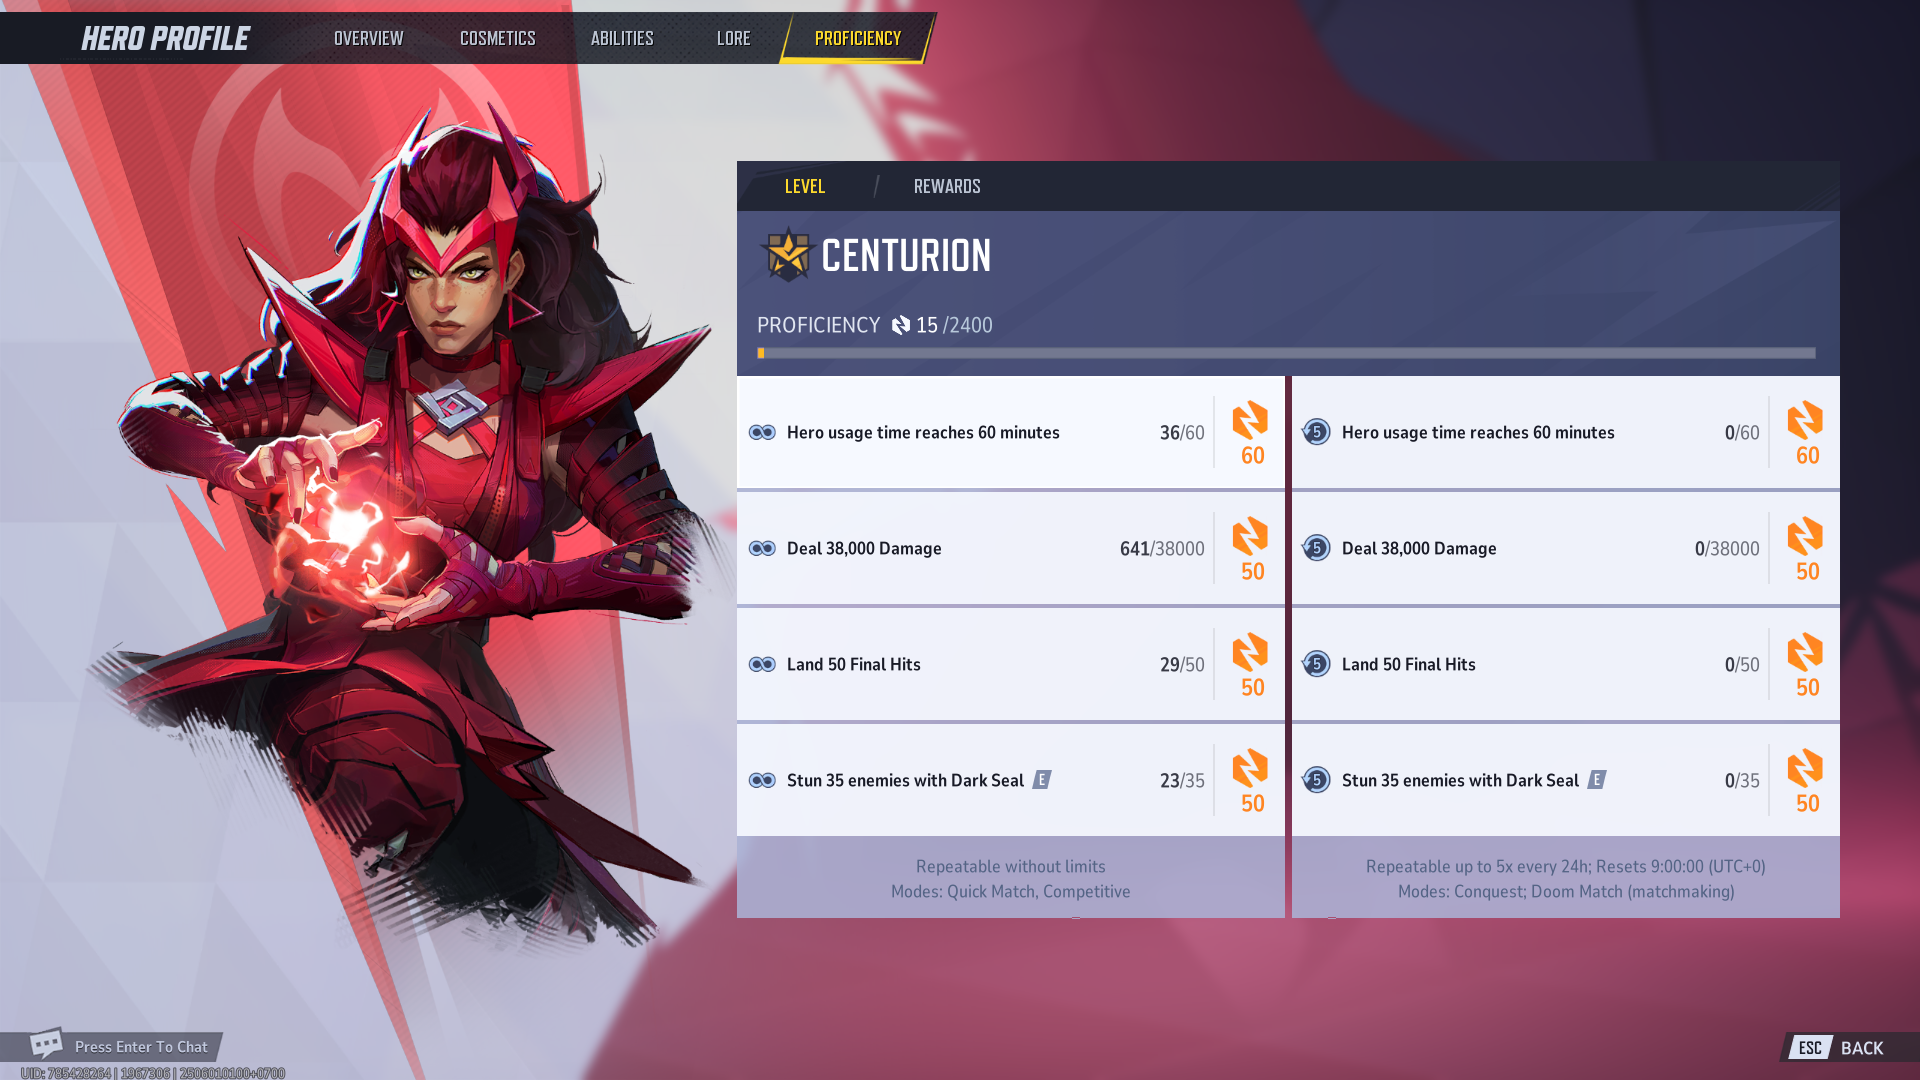 HERO PROFILE
OVERVIEW
COSMETICS
ABILITIES
LORE
PROFICIENCY
LEVEL / REWARDS
CENTURION
PROFICIENCY 15 /2400
Hero usage time reaches 60 minutes 36/60 60
Deal 38,000 Damage 641/38000 50
Land 50 Final Hits 29/50 50
Stun 35 enemies with Dark Seal E 23/35 50
Repeatable without limits
Modes: Quick Match, Competitive
5 Hero usage time reaches 60 minutes 0/60 60
5 Deal 38,000 Damage 0/38000 50
5 Land 50 Final Hits 0/50 50
5 Stun 35 enemies with Dark Seal E 0/35 50
Repeatable up to 5x every 24h; Resets 9:00:00 (UTC+0)
Modes: Conquest; Doom Match (matchmaking)
Press Enter To Chat
UID: 785428264 | 1967306 | 2506010100+0700
ESC BACK